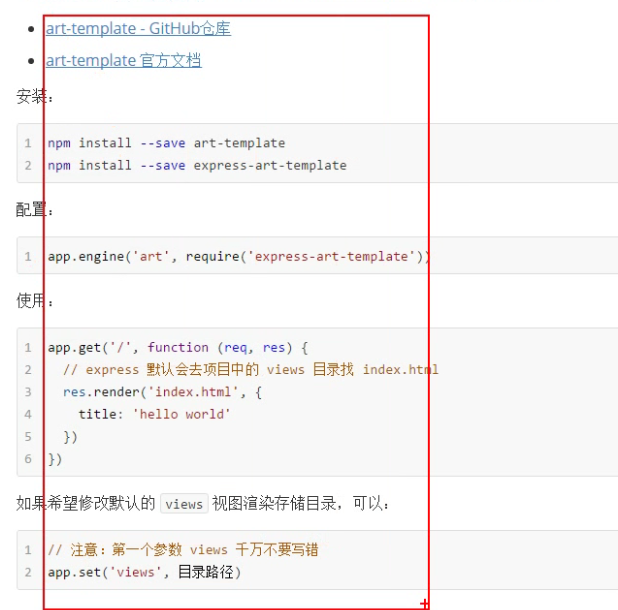 art-template - GitHub仓库
art-template 官方文档
安装：
1 npm install --save art-template
2 npm install --save express-art-template
配置：
1 app.engine('art', require('express-art-template'))
使用：
1 app.get('/', function (req, res) {
2 // express 默认会去项目中的 views 目录找 index.html
3 res.render('index.html', {
4 title: 'hello world'
5 })
6 })
如果希望修改默认的 views 视图渲染存储目录，可以：
1 // 注意：第一个参数 views 千万不要写错
2 app.set('views', 目录路径)